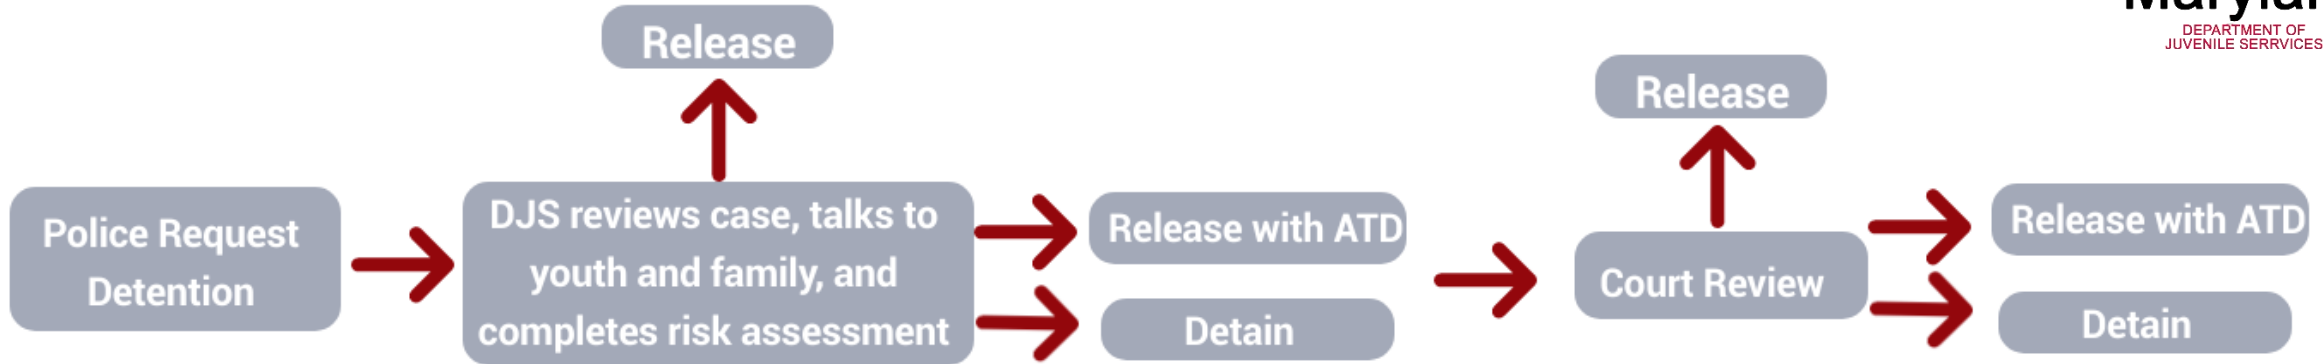 Release
DEPARTMENT OF
JUVENILE SERRVICES
Release
Police Request
Detention
DJS reviews case, talks to
youth and family, and
completes risk assessment
Release with ATD
Detain
Court Review
Release with ATD
Detain